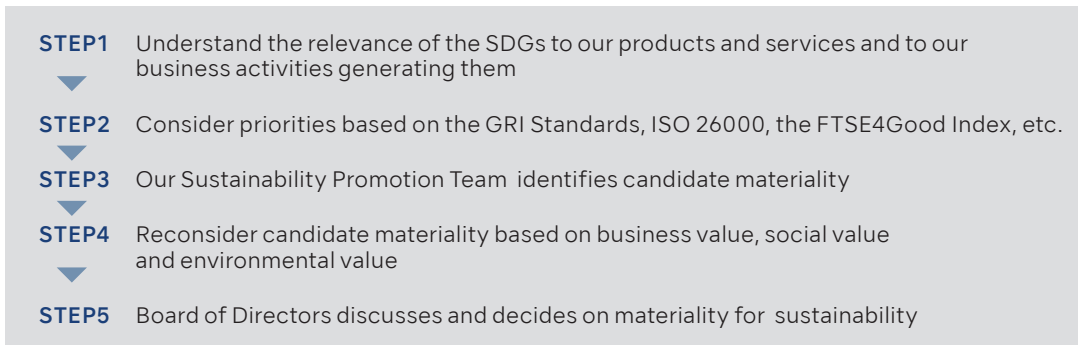 STEP1 Understand the relevance of the SDGs to our products and services and to our
business activities generating them
STEP2 Consider priorities based on the GRI Standards, ISO 26000, the FTSE4Good Index, etc.
STEP3 Our Sustainability Promotion Team identifies candidate materiality
STEP4 Reconsider candidate materiality based on business value, social value
and environmental value
STEP5 Board of Directors discusses and decides on materiality for sustainability